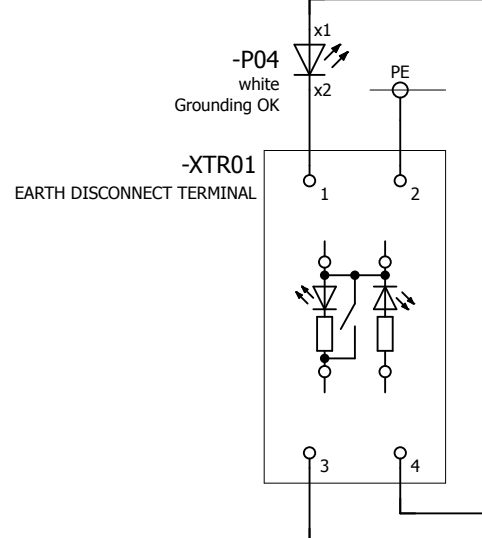 x1
-P04
white
x2
Grounding OK
PE
-XTR01
EARTH DISCONNECT TERMINAL
1
2
3
4